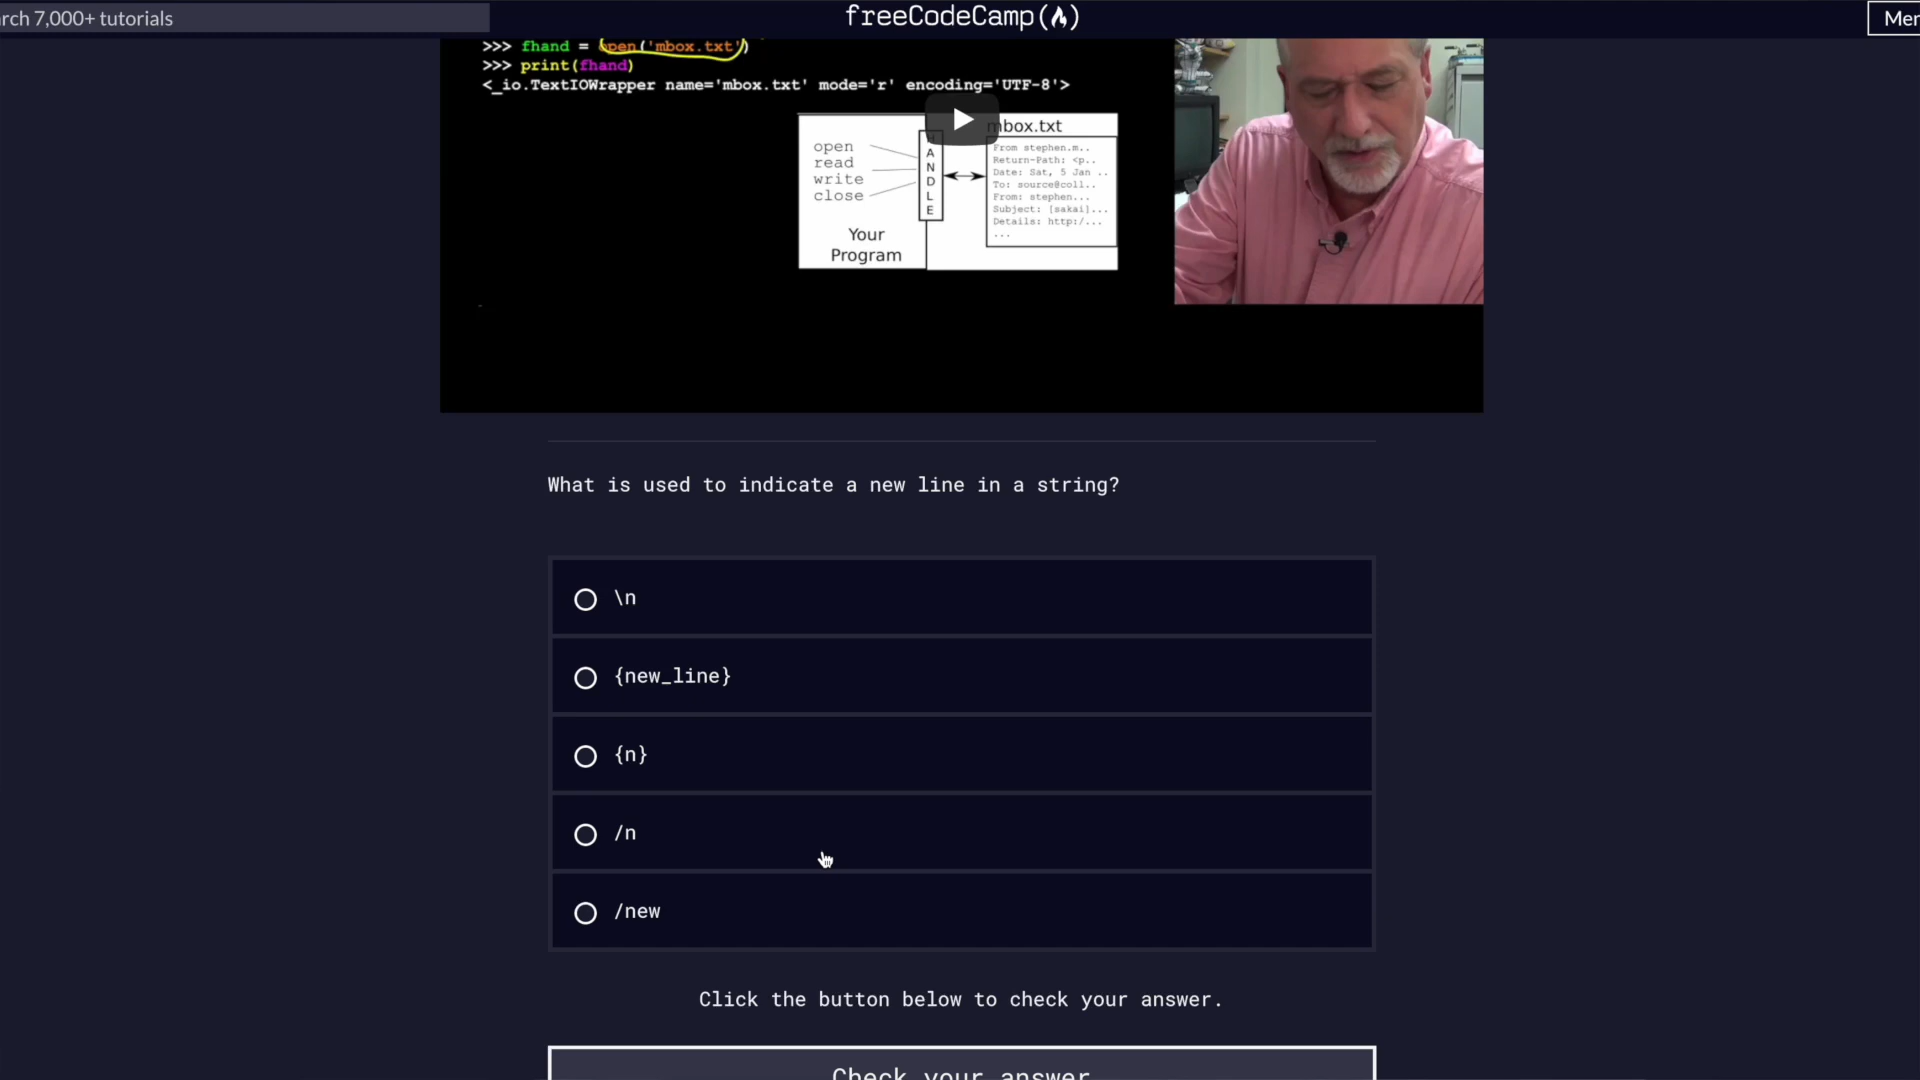 rch 7,000+ tutorials
freeCodeCamp
Men
>>> fhand = open('mbox.txt')
>>> print(fhand)
<_io.TextIOWrapper name='mbox.txt' mode='r' encoding='UTF-8'>
open
read
write
close
HANDLE
Your
Program
mbox.txt
From stephen.m..
Return-Path: <p..
Date: Sat, 5 Jan ..
To: source@coll..
From: stephen...
Subject: [sakai]...
Details: http:/...
...
What is used to indicate a new line in a string?
\n
{new_line}
{n}
/n
/new
Click the button below to check your answer.
Check your answer